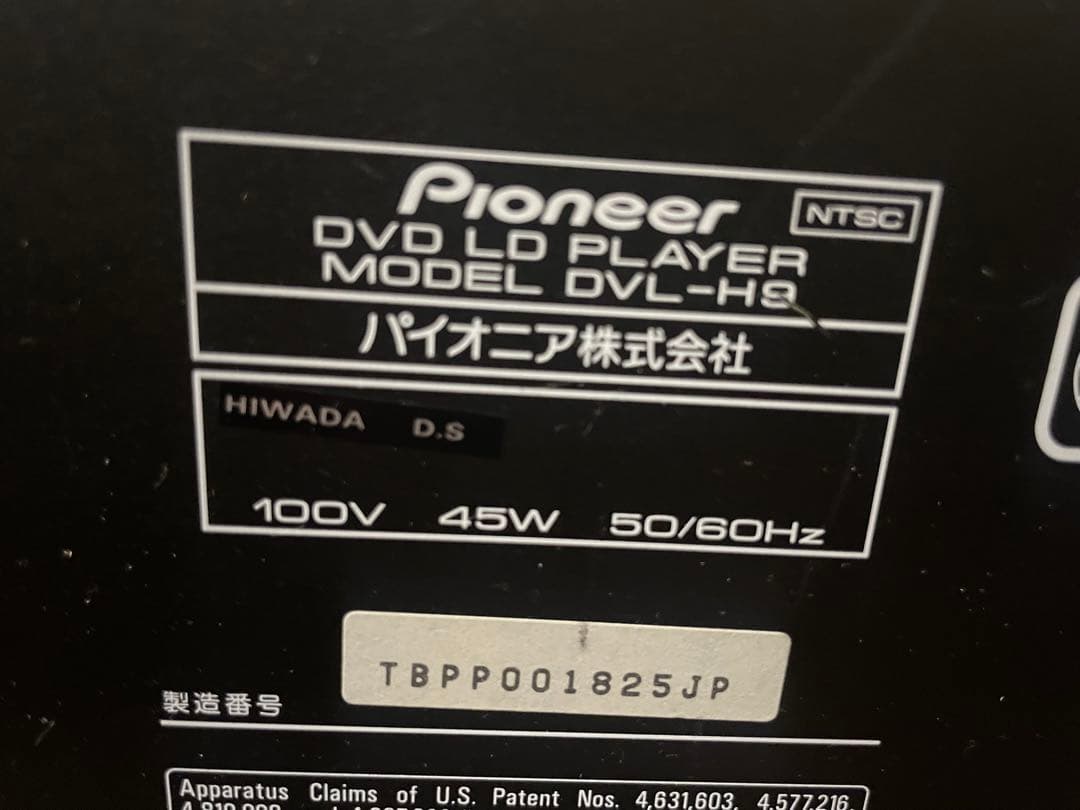 Pioneer
NTSC
DVD LD PLAYER
MODEL DVL-H9
パイオニア株式会社
HIWADA D.S
100V 45W 50/60Hz
TBPP001825JP
製造番号
Apparatus Claims of U.S. Patent Nos. 4,631,603, 4,577,216,